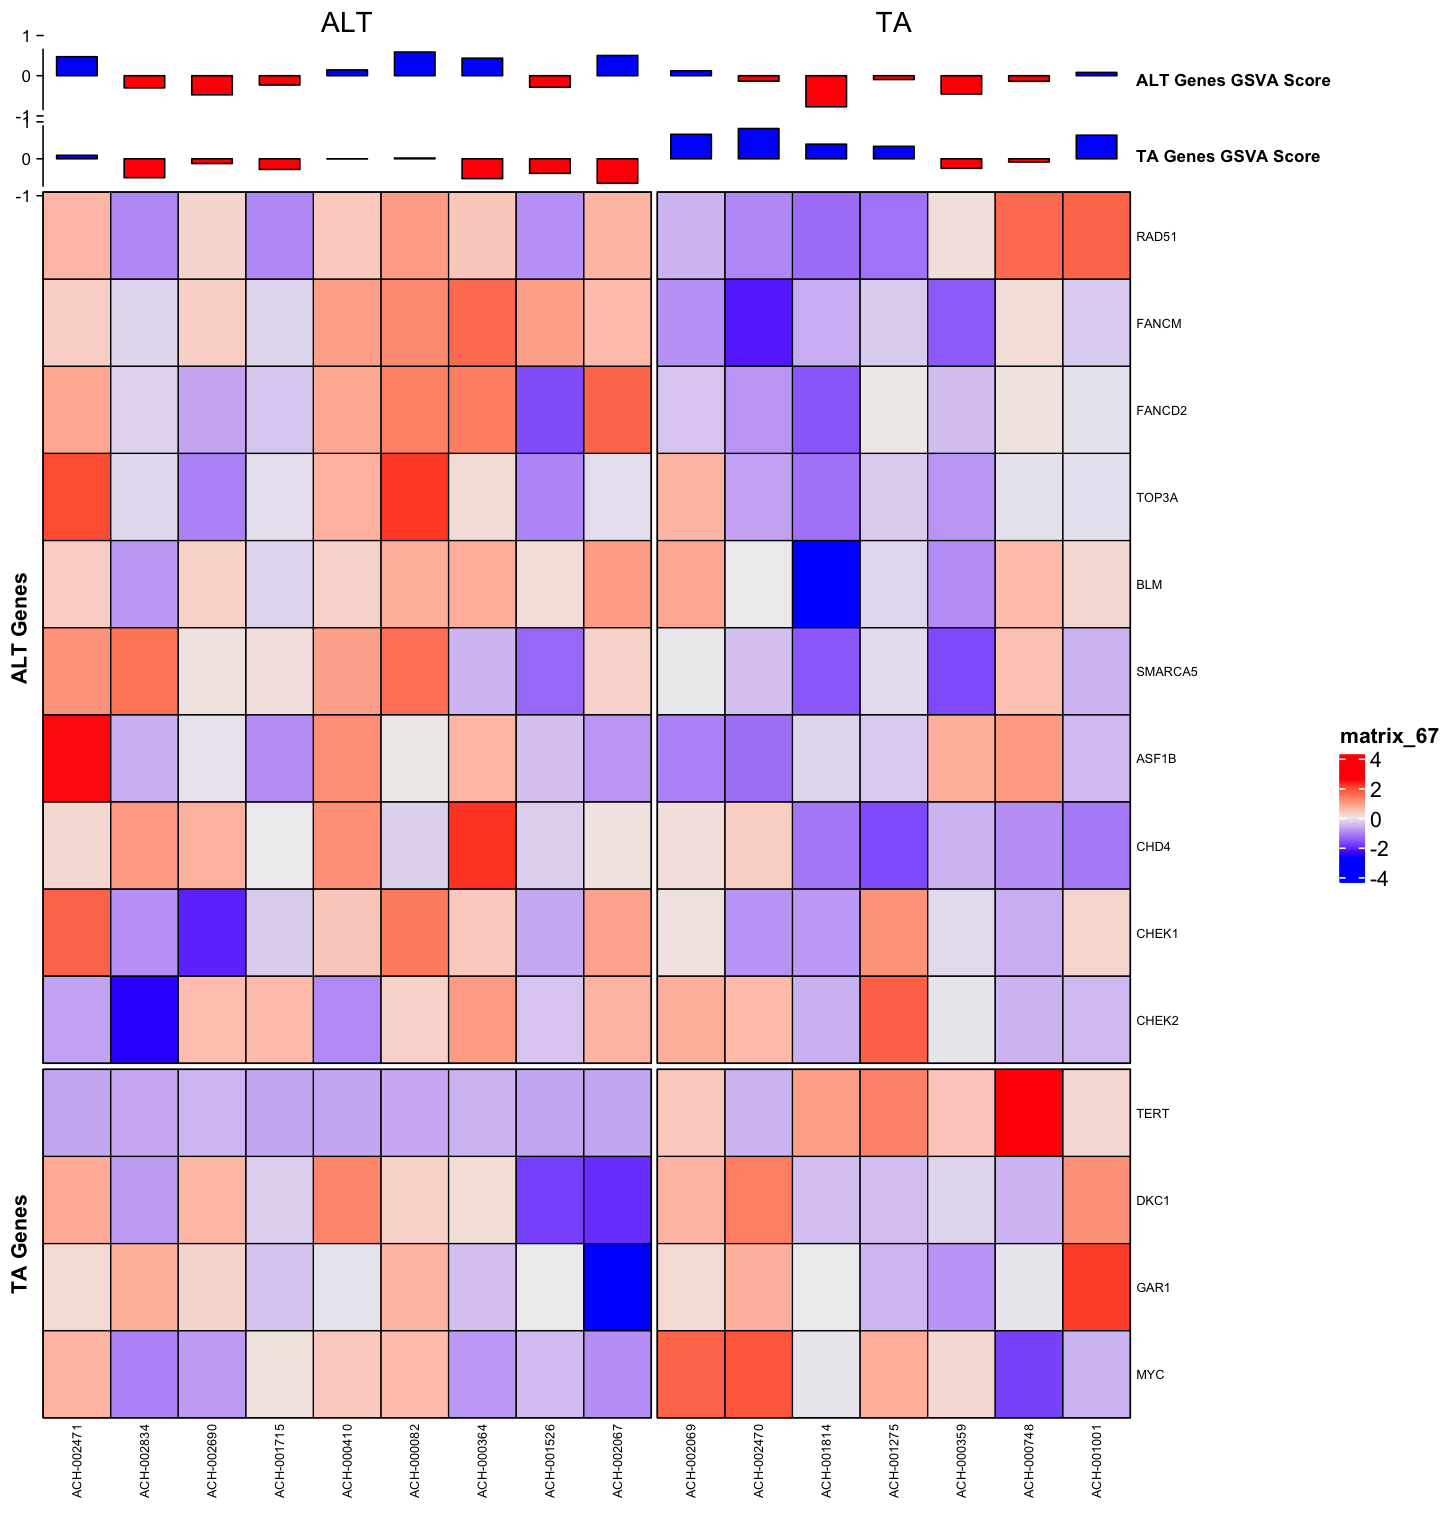 ALT
TA
1
0
-1
ALT Genes GSVA Score
1
0
-1
TA Genes GSVA Score
ALT Genes
RAD51
FANCM
FANCD2
TOP3A
BLM
SMARCA5
ASF1B
CHD4
CHEK1
CHEK2
TA Genes
TERT
DKC1
GAR1
MYC
ACH-002471
ACH-002834
ACH-002690
ACH-001715
ACH-000410
ACH-000082
ACH-000364
ACH-001526
ACH-002067
ACH-002069
ACH-002470
ACH-001814
ACH-001275
ACH-000359
ACH-000748
ACH-001001
matrix_67
4
2
0
-2
-4